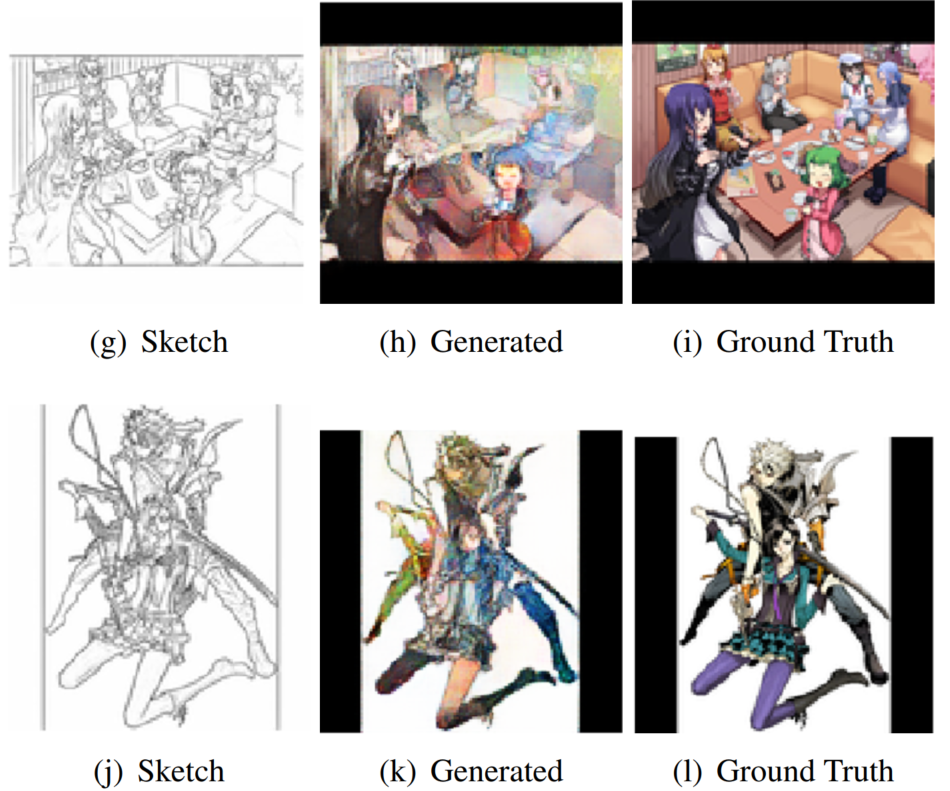 (g) Sketch
(h) Generated
(i) Ground Truth
(j) Sketch
(k) Generated
(l) Ground Truth